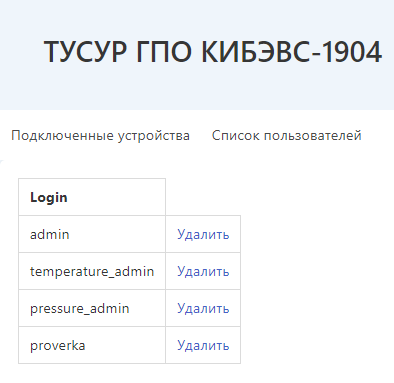 ТУСУР ГПО КИБЭВС-1904
Подключенные устройства Список пользователей
Login
admin Удалить
temperature_admin Удалить
pressure_admin Удалить
proverka Удалить